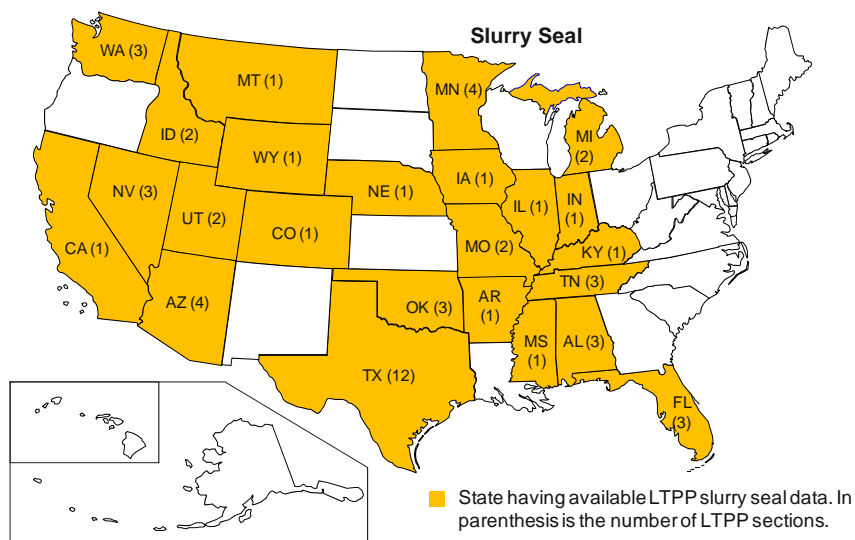 Slurry Seal
WA (3)
MT (1)
MN (4)
ID (2)
MI
(2)
WY (1)
NV (3)
NE (1)
IA (1)
UT (2)
IL (1)
IN
(1)
CO (1)
CA (1)
MO (2)
KY (1)
TN (3)
AZ (4)
OK (3)
AR
(1)
MS
(1)
AL (3)
TX (12)
FL
(3)
State having available LTPP slurry seal data. In
parenthesis is the number of LTPP sections.